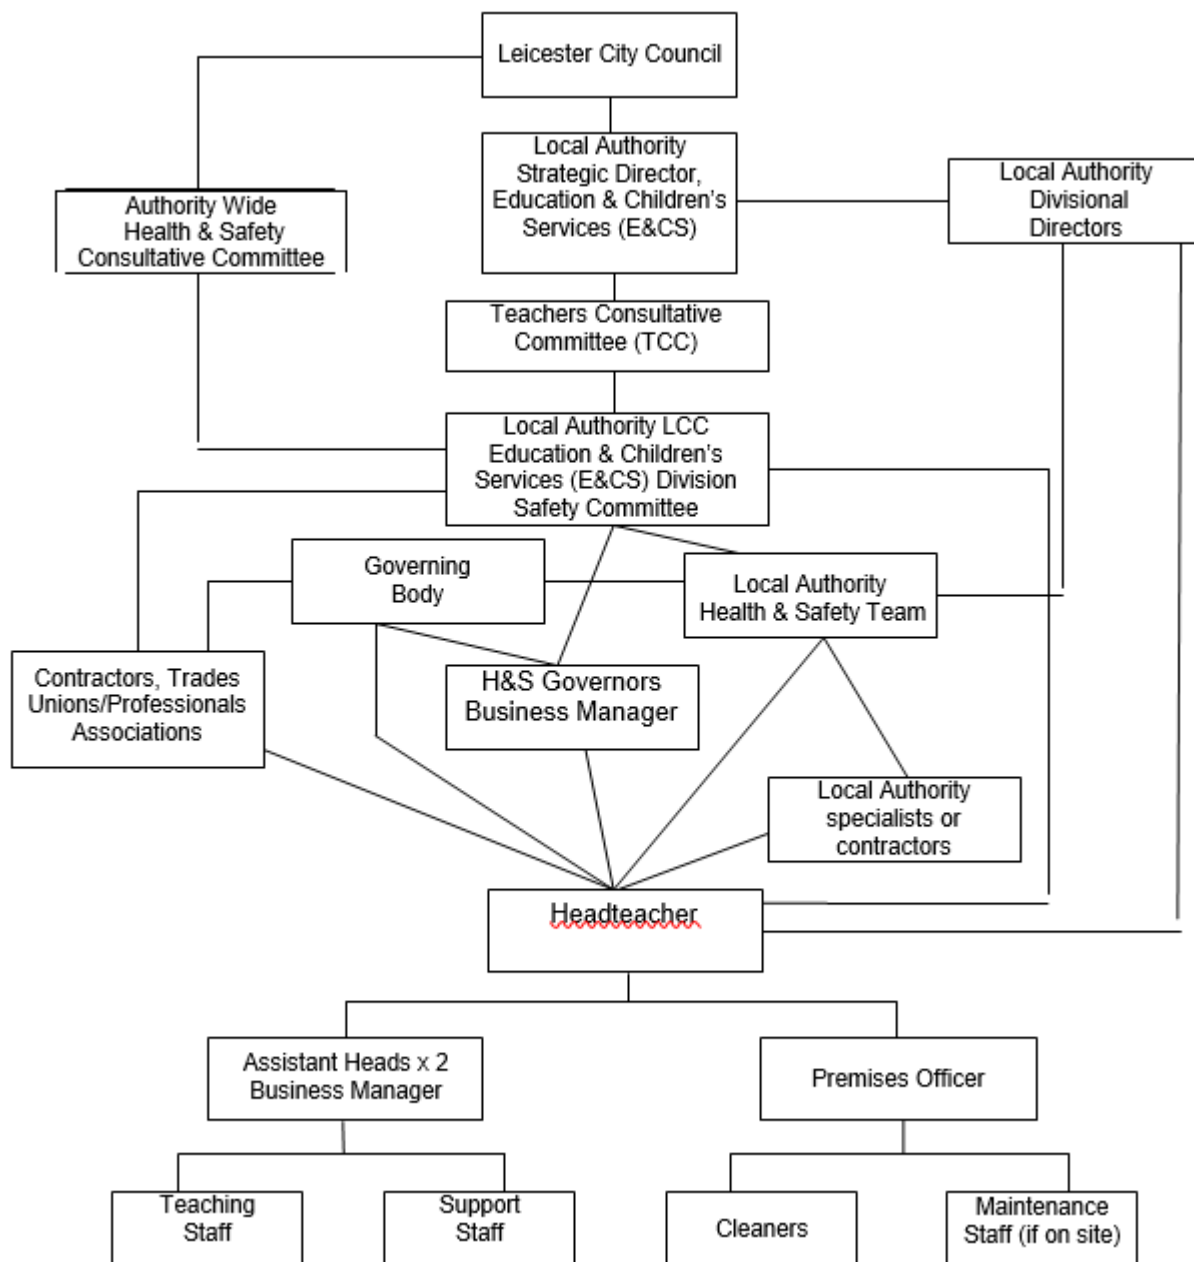 Leicester City Council
Local Authority
Strategic Director,
Education & Children's
Services (E&CS)
Local Authority
Divisional
Directors
Authority Wide
Health & Safety
Consultative Committee
Teachers Consultative
Committee (TCC)
Local Authority LCC
Education & Children's
Services (E&CS) Division
Safety Committee
Governing
Body
Local Authority
Health & Safety Team
Contractors, Trades
Unions/Professionals
Associations
H&S Governors
Business Manager
Local Authority
specialists or
contractors
Headteacher
Assistant Heads x 2
Business Manager
Premises Officer
Teaching
Staff
Support
Staff
Cleaners
Maintenance
Staff (if on site)